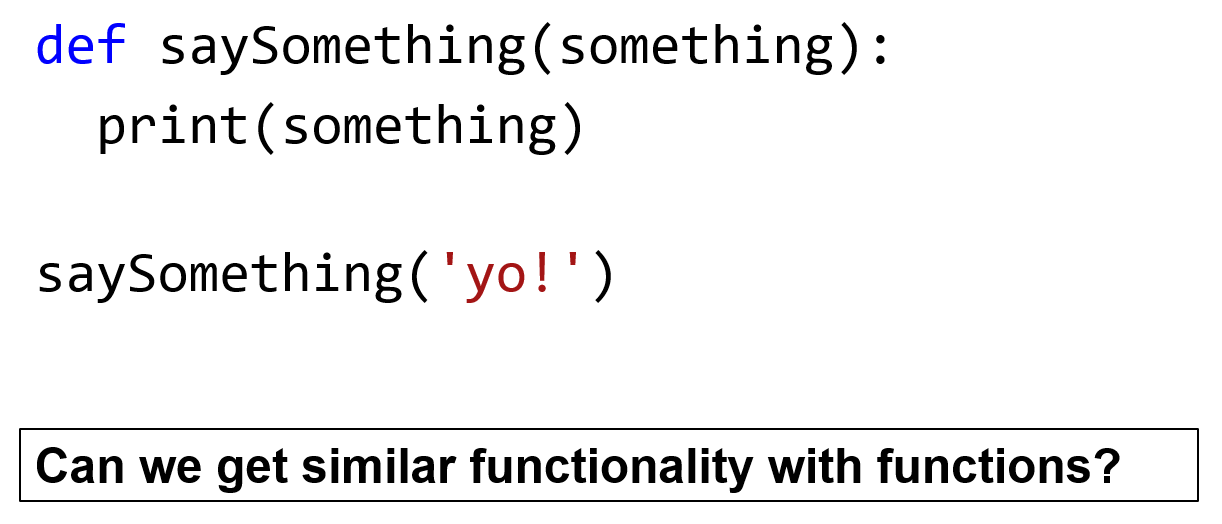 def saySomething(something):
  print(something)
saySomething('yo!')
Can we get similar functionality with functions?